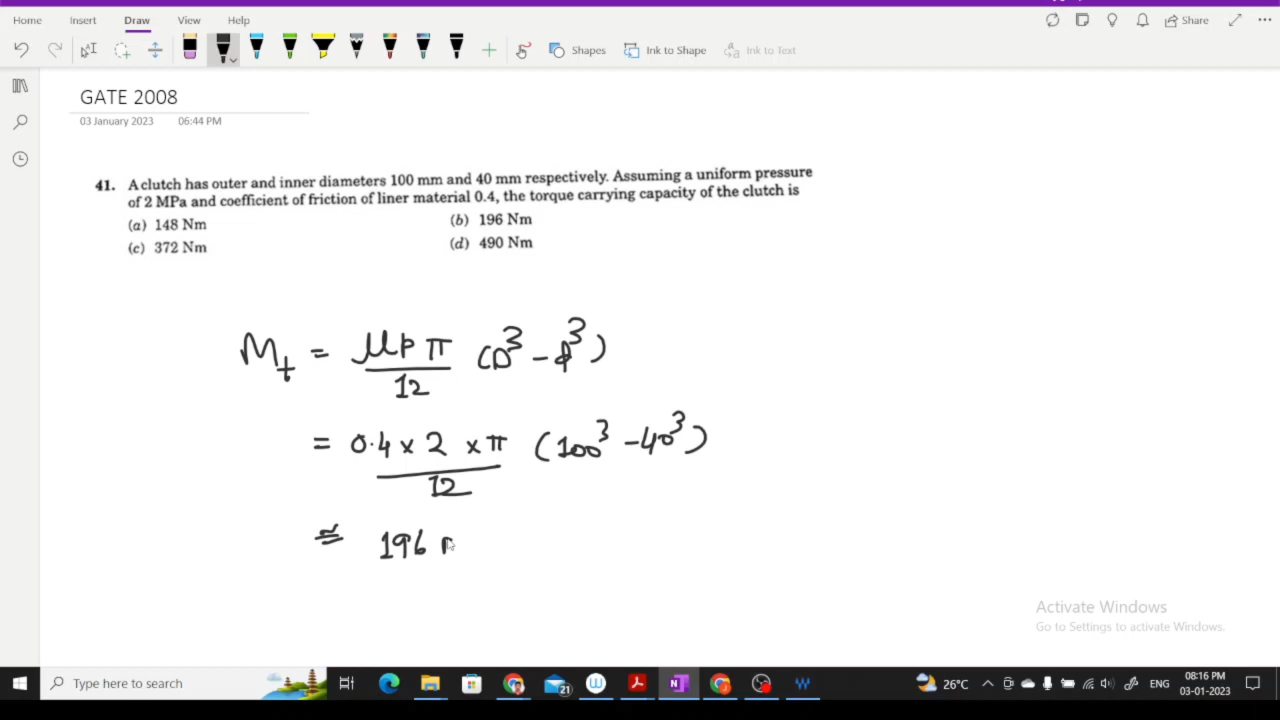 Home Insert Draw View Help
Share
Shapes Ink to Shape Ink to Text
GATE 2008
03 January 2023 06:44 PM
41. A clutch has outer and inner diameters 100 mm and 40 mm respectively. Assuming a uniform pressure
of 2 MPa and coefficient of friction of liner material 0.4, the torque carrying capacity of the clutch is
(a) 148 Nm (b) 196 Nm
(c) 372 Nm (d) 490 Nm
M_t = μpπ/12 (D³ - d³)
= 0.4 × 2 × π/12 (100³ - 40³)
≅ 196
Activate Windows
Go to Settings to activate Windows.
Type here to search
21
26°C
ENG
08:16 PM
03-01-2023